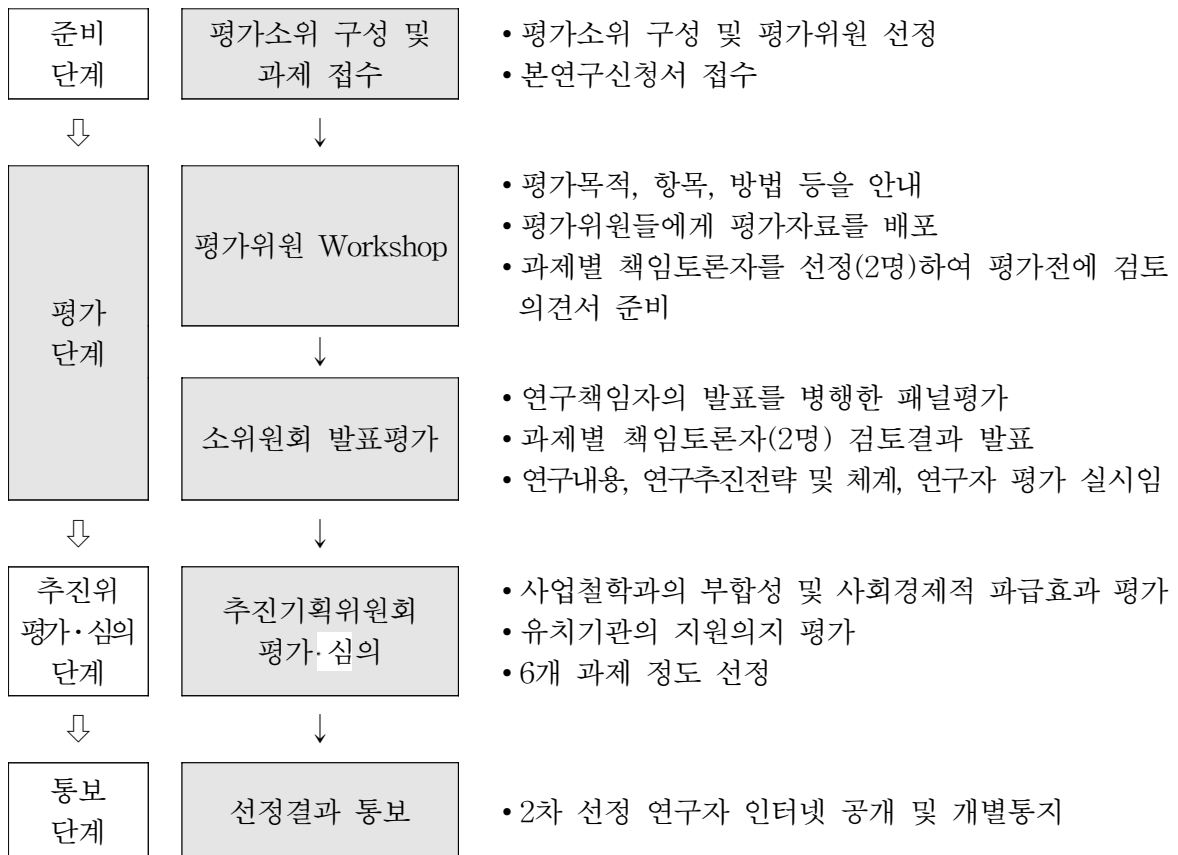 준비
단계
평가소위 구성 및
과제 접수
• 평가소위 구성 및 평가위원 선정
• 본연구신청서 접수
⇩
↓
평가
단계
평가위원 Workshop
• 평가목적, 항목, 방법 등을 안내
• 평가위원들에게 평가자료를 배포
• 과제별 책임토론자를 선정(2명)하여 평가전에 검토
의견서 준비
↓
소위원회 발표평가
• 연구책임자의 발표를 병행한 패널평가
• 과제별 책임토론자(2명) 검토결과 발표
• 연구내용, 연구추진전략 및 체계, 연구자 평가 실시임
⇩
↓
추진위
평가·심의
단계
추진기획위원회
평가·심의
• 사업철학과의 부합성 및 사회경제적 파급효과 평가
• 유치기관의 지원의지 평가
• 6개 과제 정도 선정
⇩
↓
통보
단계
선정결과 통보
• 2차 선정 연구자 인터넷 공개 및 개별통지